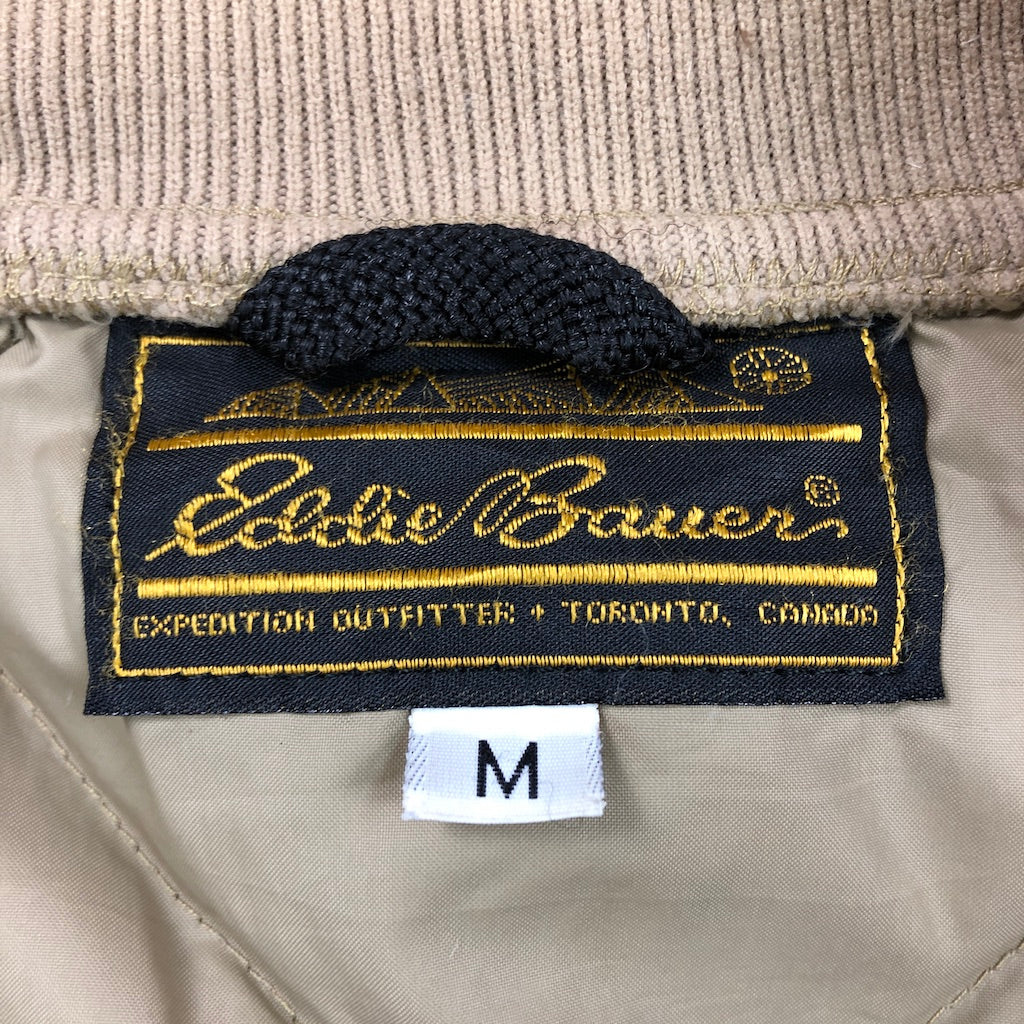 Eddie Bauer®
EXPEDITION OUTFITTER + TORONTO, CANADA
M